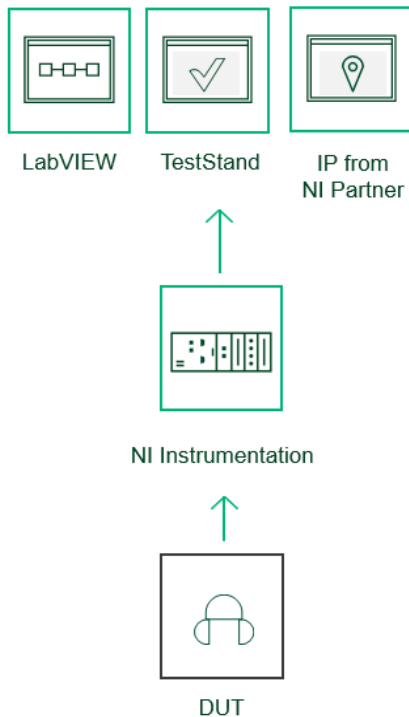 LabVIEW
TestStand
IP from
NI Partner
NI Instrumentation
DUT